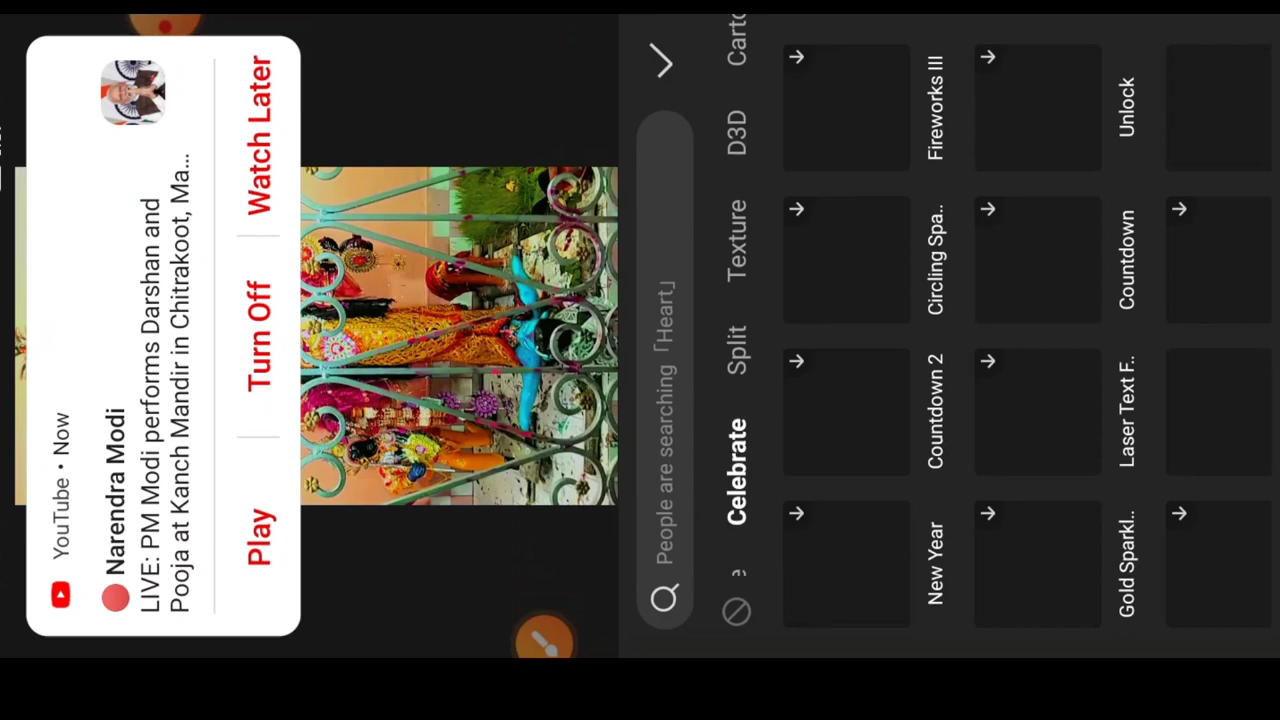 YouTube • Now
Narendra Modi
LIVE: PM Modi performs Darshan and
Pooja at Kanch Mandir in Chitrakoot, Ma...
Play
Turn Off
Watch Later
People are searching「Heart」
Celebrate
Split
Texture
D3D
New Year
Countdown 2
Circling Spa..
Fireworks III
Gold Sparkl..
Laser Text F..
Countdown
Unlock